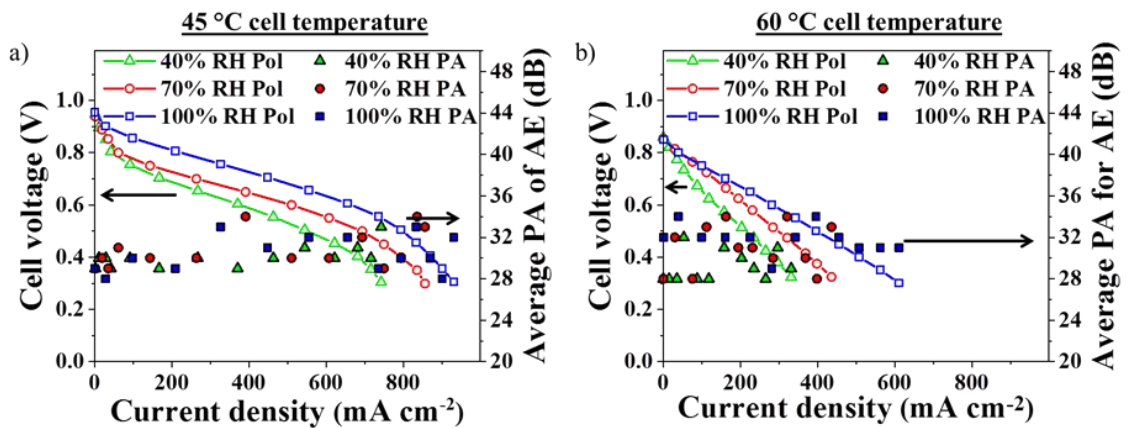 45 °C cell temperature
a)
40% RH Pol
40% RH PA
70% RH Pol
70% RH PA
100% RH Pol
100% RH PA
Cell voltage (V)
1.0
0.8
0.6
0.4
0.2
0.0
48
44
40
36
32
28
24
20
Average PA of AE (dB)
0 200 400 600 800
Current density (mA cm-2)
60 °C cell temperature
b)
40% RH Pol
40% RH PA
70% RH Pol
70% RH PA
100% RH Pol
100% RH PA
Cell voltage (V)
1.0
0.8
0.6
0.4
0.2
0.0
48
44
40
36
32
28
24
20
Average PA for AE (dB)
0 200 400 600 800
Current density (mA cm-2)